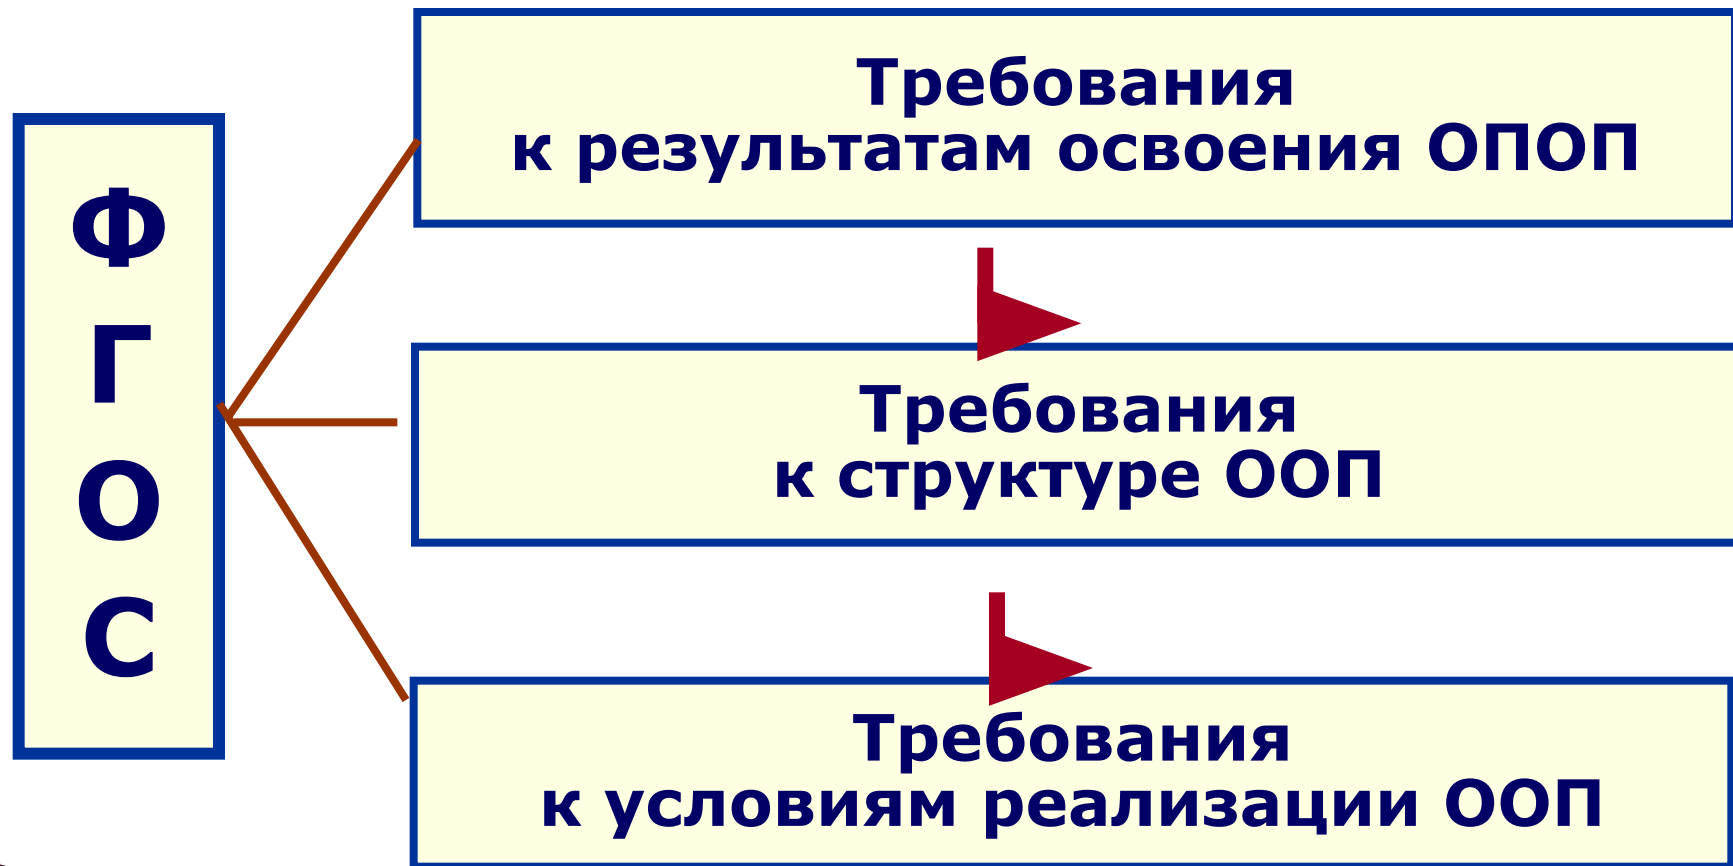 Ф
Г
О
С
Требования
к результатам освоения ОПОП
Требования
к структуре ООП
Требования
к условиям реализации ООП